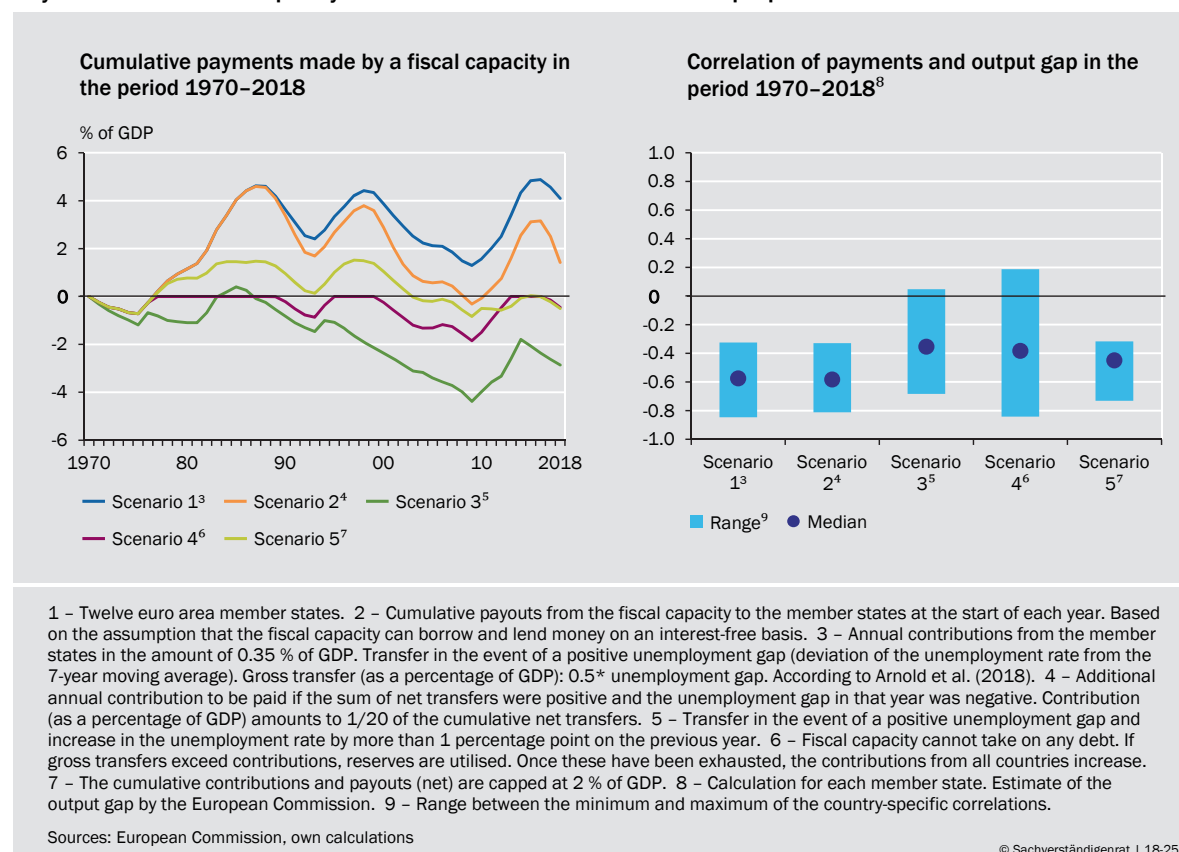 Cumulative payments made by a fiscal capacity in
the period 1970–2018
% of GDP
6
4
2
0
-2
-4
-6
1970
80
90
00
10
2018
Scenario 1³
Scenario 2⁴
Scenario 3⁵
Scenario 4⁶
Scenario 5⁷
Correlation of payments and output gap in the
period 1970–2018⁸
1.0
0.8
0.6
0.4
0.2
0
-0.2
-0.4
-0.6
-0.8
-1.0
Scenario
1³
Scenario
2⁴
Scenario
3⁵
Scenario
4⁶
Scenario
5⁷
Range⁹
Median
1 – Twelve euro area member states. 2 – Cumulative payouts from the fiscal capacity to the member states at the start of each year. Based
on the assumption that the fiscal capacity can borrow and lend money on an interest-free basis. 3 – Annual contributions from the member
states in the amount of 0.35 % of GDP. Transfer in the event of a positive unemployment gap (deviation of the unemployment rate from the
7-year moving average). Gross transfer (as a percentage of GDP): 0.5* unemployment gap. According to Arnold et al. (2018). 4 – Additional
annual contribution to be paid if the sum of net transfers were positive and the unemployment gap in that year was negative. Contribution
(as a percentage of GDP) amounts to 1/20 of the cumulative net transfers. 5 – Transfer in the event of a positive unemployment gap and
increase in the unemployment rate by more than 1 percentage point on the previous year. 6 – Fiscal capacity cannot take on any debt. If
gross transfers exceed contributions, reserves are utilised. Once these have been exhausted, the contributions from all countries increase.
7 – The cumulative contributions and payouts (net) are capped at 2 % of GDP. 8 – Calculation for each member state. Estimate of the
output gap by the European Commission. 9 – Range between the minimum and maximum of the country-specific correlations.
Sources: European Commission, own calculations
© Sachverständigenrat | 18-25